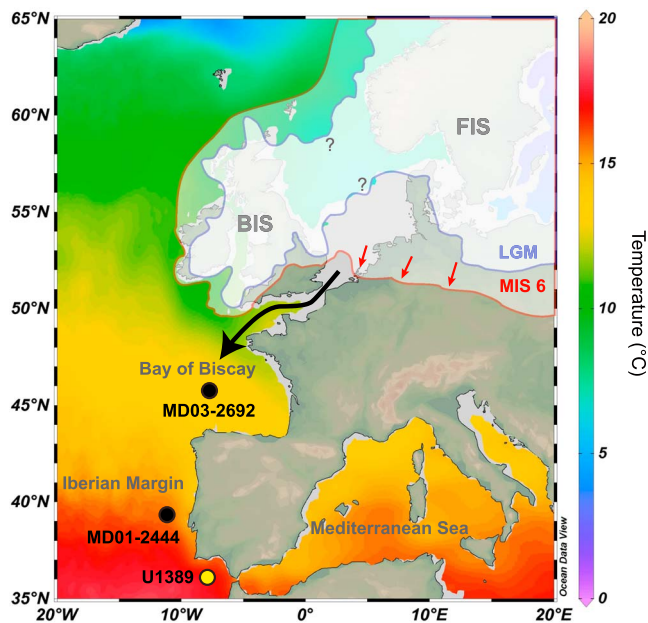 65°N
60°N
55°N
50°N
45°N
40°N
35°N
20°W
10°W
0°
10°E
20°E
FIS
?
?
BIS
LGM
MIS 6
Bay of Biscay
MD03-2692
Iberian Margin
MD01-2444
Mediterranean Sea
U1389
Ocean Data View
20
15
10
5
0
Temperature (°C)